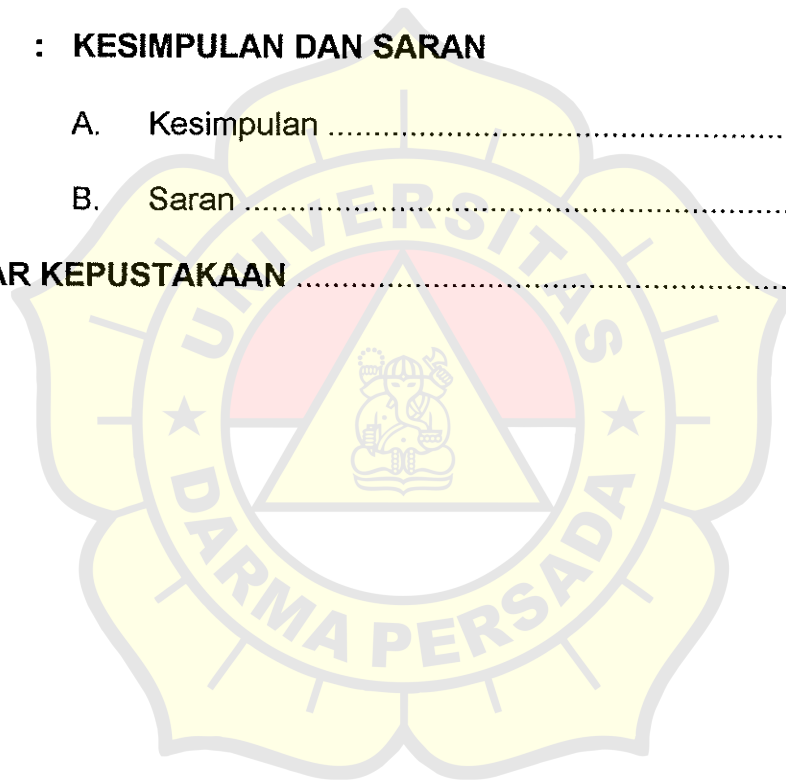 : KESIMPULAN DAN SARAN
A. Kesimpulan ................................................
B. Saran ..........................................................
AR KEPUSTAKAAN ....................................................
UNIVERSITAS
DARMA PERSADA